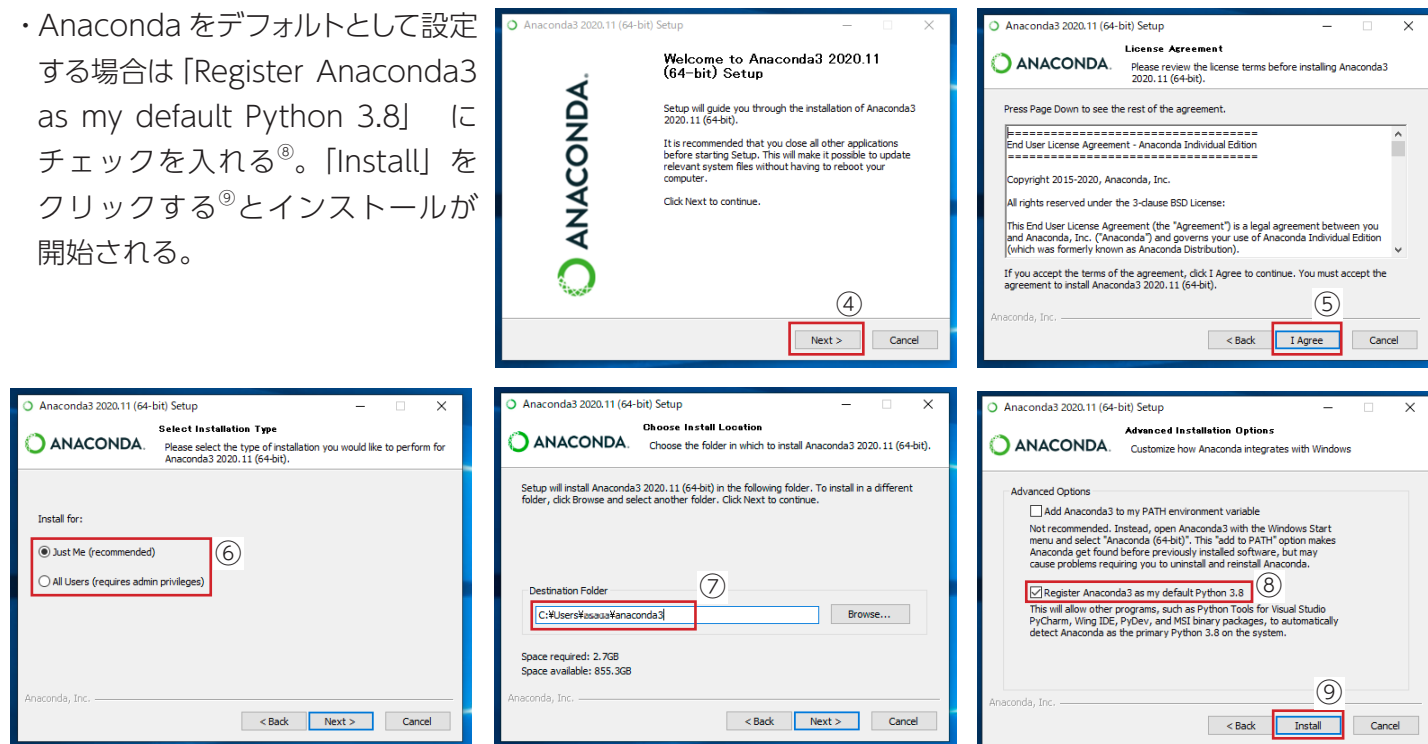 ・Anaconda をデフォルトとして設定
する場合は「Register Anaconda3
as my default Python 3.8」 に
チェックを入れる⑧。「Install」を
クリックする⑨とインストールが
開始される。
Anaconda3 2020.11 (64-bit) Setup
ANACONDA.
Welcome to Anaconda3 2020.11
(64-bit) Setup
Setup will guide you through the installation of Anaconda3
2020.11 (64-bit).
It is recommended that you close all other applications
before starting Setup. This will make it possible to update
relevant system files without having to reboot your
computer.
Click Next to continue.
④
Next >
Cancel
Anaconda3 2020.11 (64-bit) Setup
ANACONDA.
License Agreement
Please review the license terms before installing Anaconda3
2020.11 (64-bit).
Press Page Down to see the rest of the agreement.
===================================
End User License Agreement - Anaconda Individual Edition
===================================
Copyright 2015-2020, Anaconda, Inc.
All rights reserved under the 3-clause BSD License:
This End User License Agreement (the "Agreement") is a legal agreement between you
and Anaconda, Inc. ("Anaconda") and governs your use of Anaconda Individual Edition
(which was formerly known as Anaconda Distribution).
If you accept the terms of the agreement, click I Agree to continue. You must accept the
agreement to install Anaconda3 2020.11 (64-bit).
⑤
Anaconda, Inc.
< Back
I Agree
Cancel
Anaconda3 2020.11 (64-bit) Setup
ANACONDA.
Select Installation Type
Please select the type of installation you would like to perform for
Anaconda3 2020.11 (64-bit).
Install for:
Just Me (recommended)
⑥
All Users (requires admin privileges)
Anaconda, Inc.
< Back
Next >
Cancel
Anaconda3 2020.11 (64-bit) Setup
ANACONDA.
Choose Install Location
Choose the folder in which to install Anaconda3 2020.11 (64-bit).
Setup will install Anaconda3 2020.11 (64-bit) in the following folder. To install in a different
folder, click Browse and select another folder. Click Next to continue.
⑦
Destination Folder
C:¥Users¥asada¥anaconda3
Browse...
Space required: 2.7GB
Space available: 855.3GB
Anaconda, Inc.
< Back
Next >
Cancel
Anaconda3 2020.11 (64-bit) Setup
ANACONDA.
Advanced Installation Options
Customize how Anaconda integrates with Windows
Advanced Options
Add Anaconda3 to my PATH environment variable
Not recommended. Instead, open Anaconda3 with the Windows Start
menu and select "Anaconda (64-bit)". This "add to PATH" option makes
Anaconda get found before previously installed software, but may
cause problems requiring you to uninstall and reinstall Anaconda.
Register Anaconda3 as my default Python 3.8
⑧
This will allow other programs, such as Python Tools for Visual Studio
PyCharm, Wing IDE, PyDev, and MSI binary packages, to automatically
detect Anaconda as the primary Python 3.8 on the system.
⑨
Anaconda, Inc.
< Back
Install
Cancel